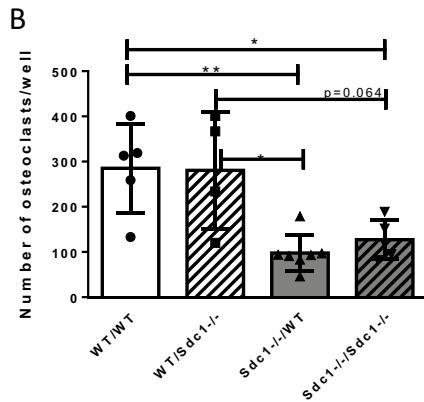 B
*
**
p=0.064
*
Number of osteoclasts/well
500
400
300
200
100
0
WT/WT
WT/Sdc1-/-
Sdc1-/-/WT
Sdc1-/-/Sdc1-/-